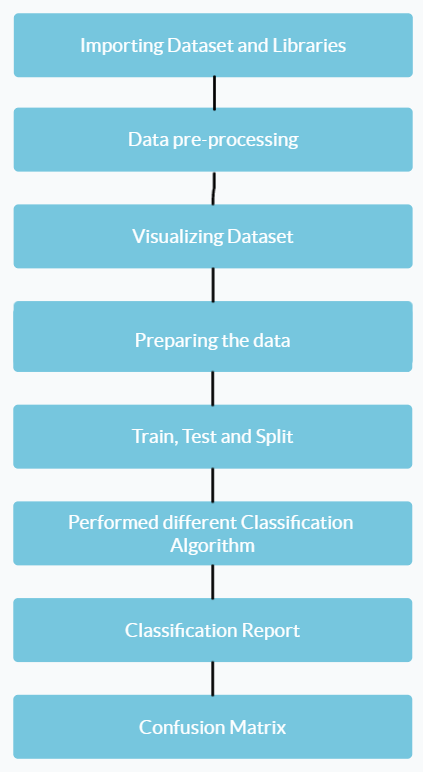 Importing Dataset and Libraries
Data pre-processing
Visualizing Dataset
Preparing the data
Train, Test and Split
Performed different Classification
Algorithm
Classification Report
Confusion Matrix